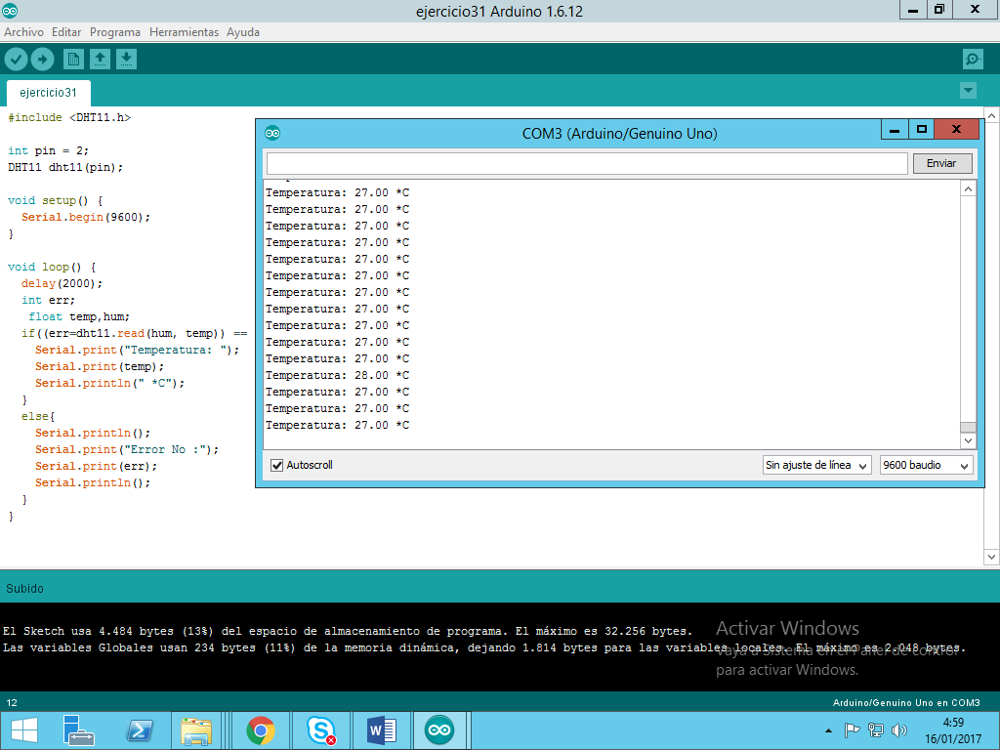 ejercicio31 Arduino 1.6.12
Archivo Editar Programa Herramientas Ayuda
ejercicio31
#include <DHT11.h>
int pin = 2;
DHT11 dht11(pin);
void setup() {
Serial.begin(9600);
}
void loop() {
delay(2000);
int err;
float temp,hum;
if((err=dht11.read(hum, temp)) ==
Serial.print("Temperatura: ");
Serial.print(temp);
Serial.println(" *C");
}
else{
Serial.println();
Serial.print("Error No :");
Serial.print(err);
Serial.println();
}
}
COM3 (Arduino/Genuino Uno)
Enviar
Temperatura: 27.00 *C
Temperatura: 27.00 *C
Temperatura: 27.00 *C
Temperatura: 27.00 *C
Temperatura: 27.00 *C
Temperatura: 27.00 *C
Temperatura: 27.00 *C
Temperatura: 27.00 *C
Temperatura: 27.00 *C
Temperatura: 27.00 *C
Temperatura: 27.00 *C
Temperatura: 28.00 *C
Temperatura: 27.00 *C
Temperatura: 27.00 *C
Temperatura: 27.00 *C
Autoscroll
Sin ajuste de línea
9600 baudio
Subido
El Sketch usa 4.484 bytes (13%) del espacio de almacenamiento de programa. El máximo es 32.256 bytes.
Las variables Globales usan 234 bytes (11%) de la memoria dinámica, dejando 1.814 bytes para las variables locales. El máximo es 2.048 bytes.
Activar Windows
Vaya a Sistema en el Panel de control
para activar Windows.
12
Arduino/Genuino Uno en COM3
4:59
16/01/2017